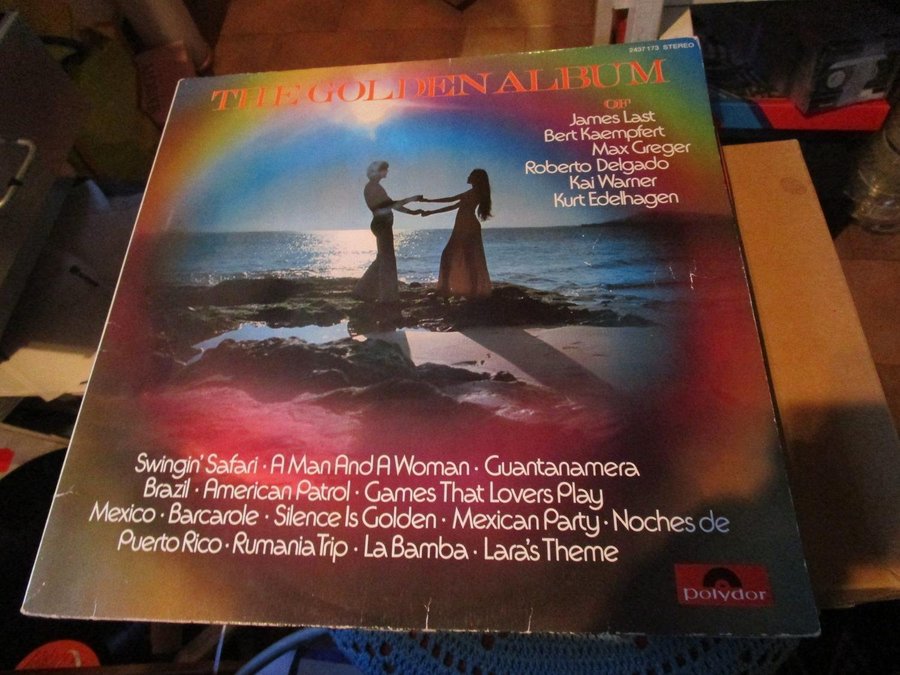 2437 173 STEREO
THE GOLDEN ALBUM
OF
James Last
Bert Kaempfert
Max Greger
Roberto Delgado
Kai Warner
Kurt Edelhagen
Swingin' Safari · A Man And A Woman · Guantanamera
Brazil · American Patrol · Games That Lovers Play
Mexico · Barcarole · Silence Is Golden · Mexican Party · Noches de
Puerto Rico · Rumania Trip · La Bamba · Lara's Theme
polydor